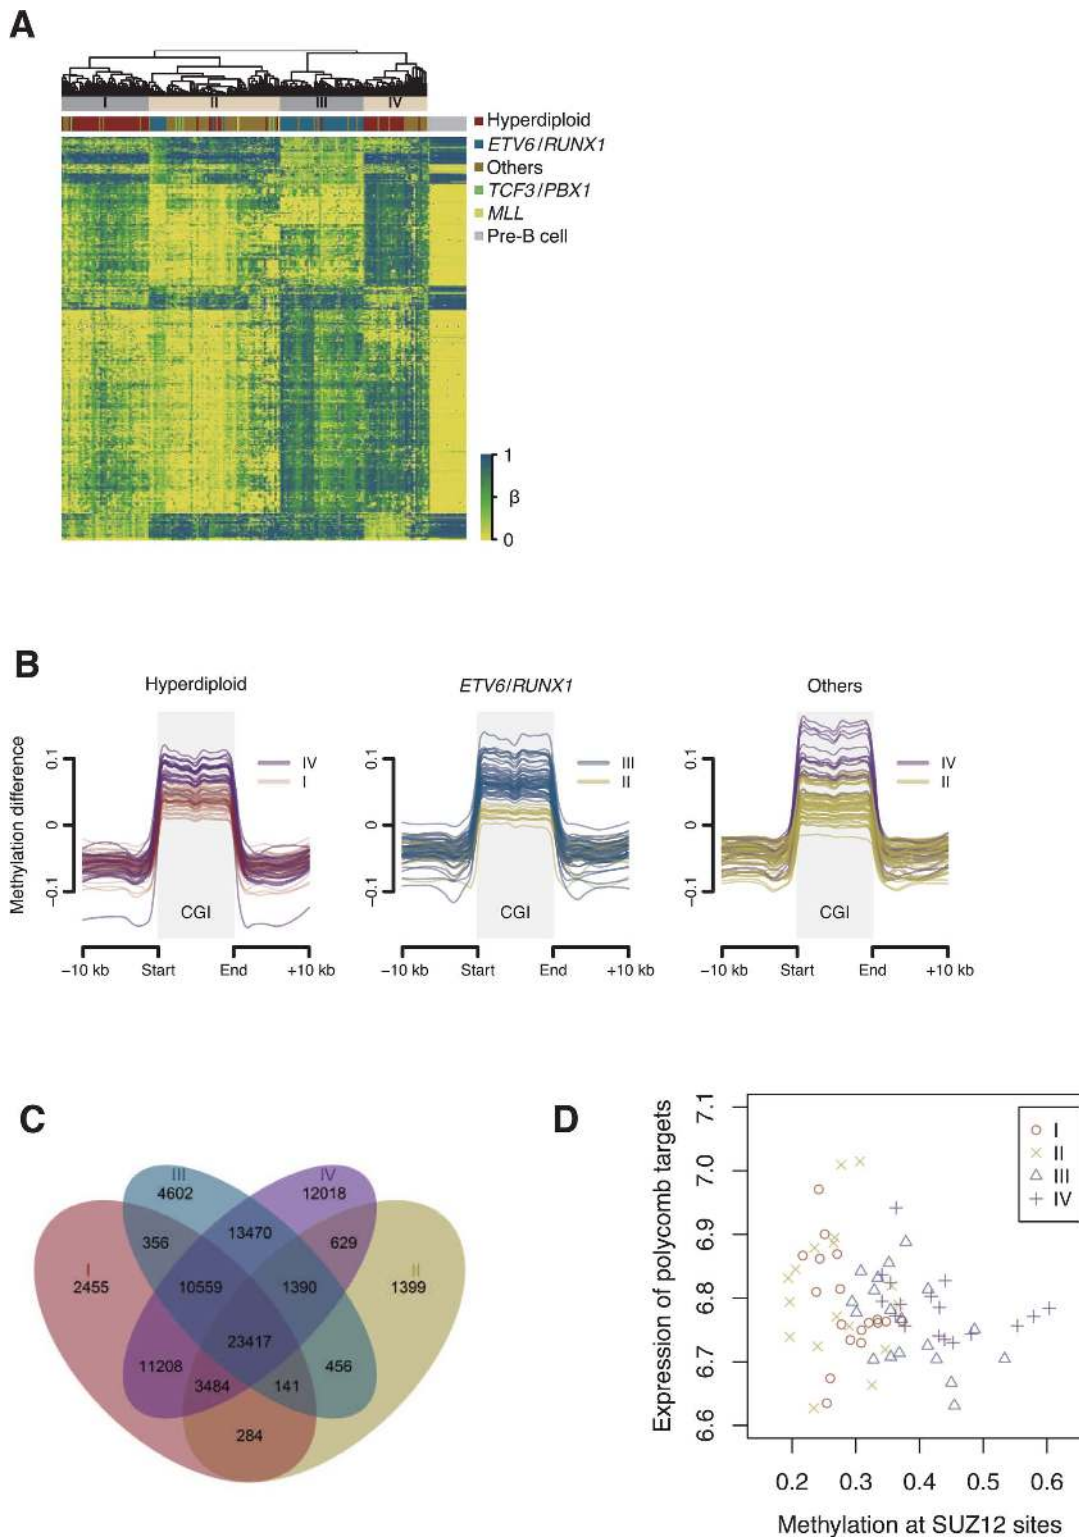 A
I II III IV
Hyperdiploid
ETV6/RUNX1
Others
TCF3/PBX1
MLL
Pre-B cell
1
β
0
B
Hyperdiploid
ETV6/RUNX1
Others
Methylation difference
0.1
0
−0.1
IV
I
CGI
−10 kb Start End +10 kb
0.1
0
−0.1
III
II
CGI
−10 kb Start End +10 kb
0.1
0
−0.1
IV
II
CGI
−10 kb Start End +10 kb
C
III IV
4602 12018
356 13470 629
I II
2455 10559 1390 1399
23417
11208 3484 141 456
284
D
Expression of polycomb targets
7.1
7.0
6.9
6.8
6.7
6.6
I
II
III
IV
0.2 0.3 0.4 0.5 0.6
Methylation at SUZ12 sites